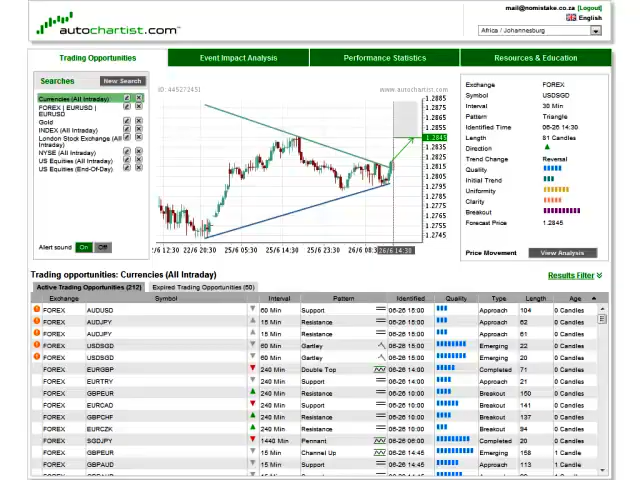 mail@nomistake.co.za [Logout]
English
autochartist.com™
Africa / Johannesburg
Trading Opportunities Event Impact Analysis Performance Statistics Resources & Education
Searches New Search
Currencies (All Intraday)
FOREX | EURUSD |
EURUSD
Gold
INDEX (All Intraday)
London Stock Exchange (All
Intraday)
NYSE (All Intraday)
US Equities (All Intraday)
US Equities (End-Of-Day)
Alert sound On Off
ID: 445272451 www.autochartist.com
1.2885
1.2875
1.2865
1.2855
1.2845
1.2835
1.2825
1.2815
1.2805
1.2795
1.2785
1.2775
1.2765
1.2755
1.2745
/6 12:30 22/6 20:30 25/6 05:30 25/6 14:30 25/6 23:30 26/6 08:3 26/6 14:30
Exchange FOREX
Symbol USDSGD
Interval 30 Min
Pattern Triangle
Identified Time 06-26 14:30
Length 81 Candles
Direction
Trend Change Reversal
Quality
Initial Trend
Uniformity
Clarity
Breakout
Forecast Price 1.2845
Price Movement View Analysis
Trading opportunities: Currencies (All Intraday) Results Filter
Active Trading Opportunities (212) Expired Trading Opportunities (60)
Exchange Symbol Interval Pattern Identified... Quality Type Length... Age
FOREX AUDUSD 60 Min Support 06-26 15:00 Approach 104 0 Candles
FOREX AUDJPY 15 Min Resistance 06-26 15:00 Approach 62 0 Candles
FOREX AUDJPY 15 Min Resistance 06-26 15:00 Approach 61 0 Candles
FOREX USDSGD 60 Min Gartley 06-26 15:00 Emerging 22 0 Candles
FOREX USDSGD 60 Min Gartley 06-26 15:00 Emerging 20 0 Candles
FOREX EURGBP 240 Min Double Top 06-26 14:00 Completed 71 0 Candles
FOREX EURTRY 240 Min Support 06-26 14:00 Approach 21 0 Candles
FOREX GBPEUR 240 Min Resistance 06-26 10:00 Breakout 150 0 Candles
FOREX EURCAD 240 Min Support 06-26 10:00 Breakout 141 0 Candles
FOREX GBPCHF 240 Min Resistance 06-26 10:00 Breakout 137 0 Candles
FOREX EURCZK 240 Min Resistance 06-26 10:00 Breakout 94 0 Candles
FOREX SGDJPY 1440 Min Pennant 06-26 06:00 Completed 20 0 Candles
FOREX GBPEUR 15 Min Channel Up 06-26 14:45 Emerging 158 1 Candle
FOREX GBPAUD 15 Min Support 06-26 14:45 Approach 113 1 Candle